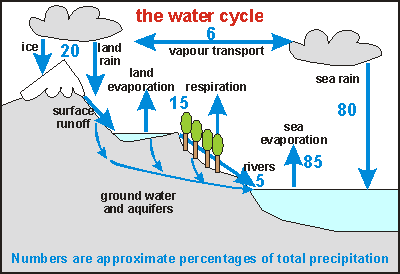 the water cycle
ice
20
land
rain
6
vapour transport
land
evaporation
respiration
sea rain
15
80
surface
runoff
sea
evaporation
85
rivers
5
ground water
and aquifers
Numbers are approximate percentages of total precipitation